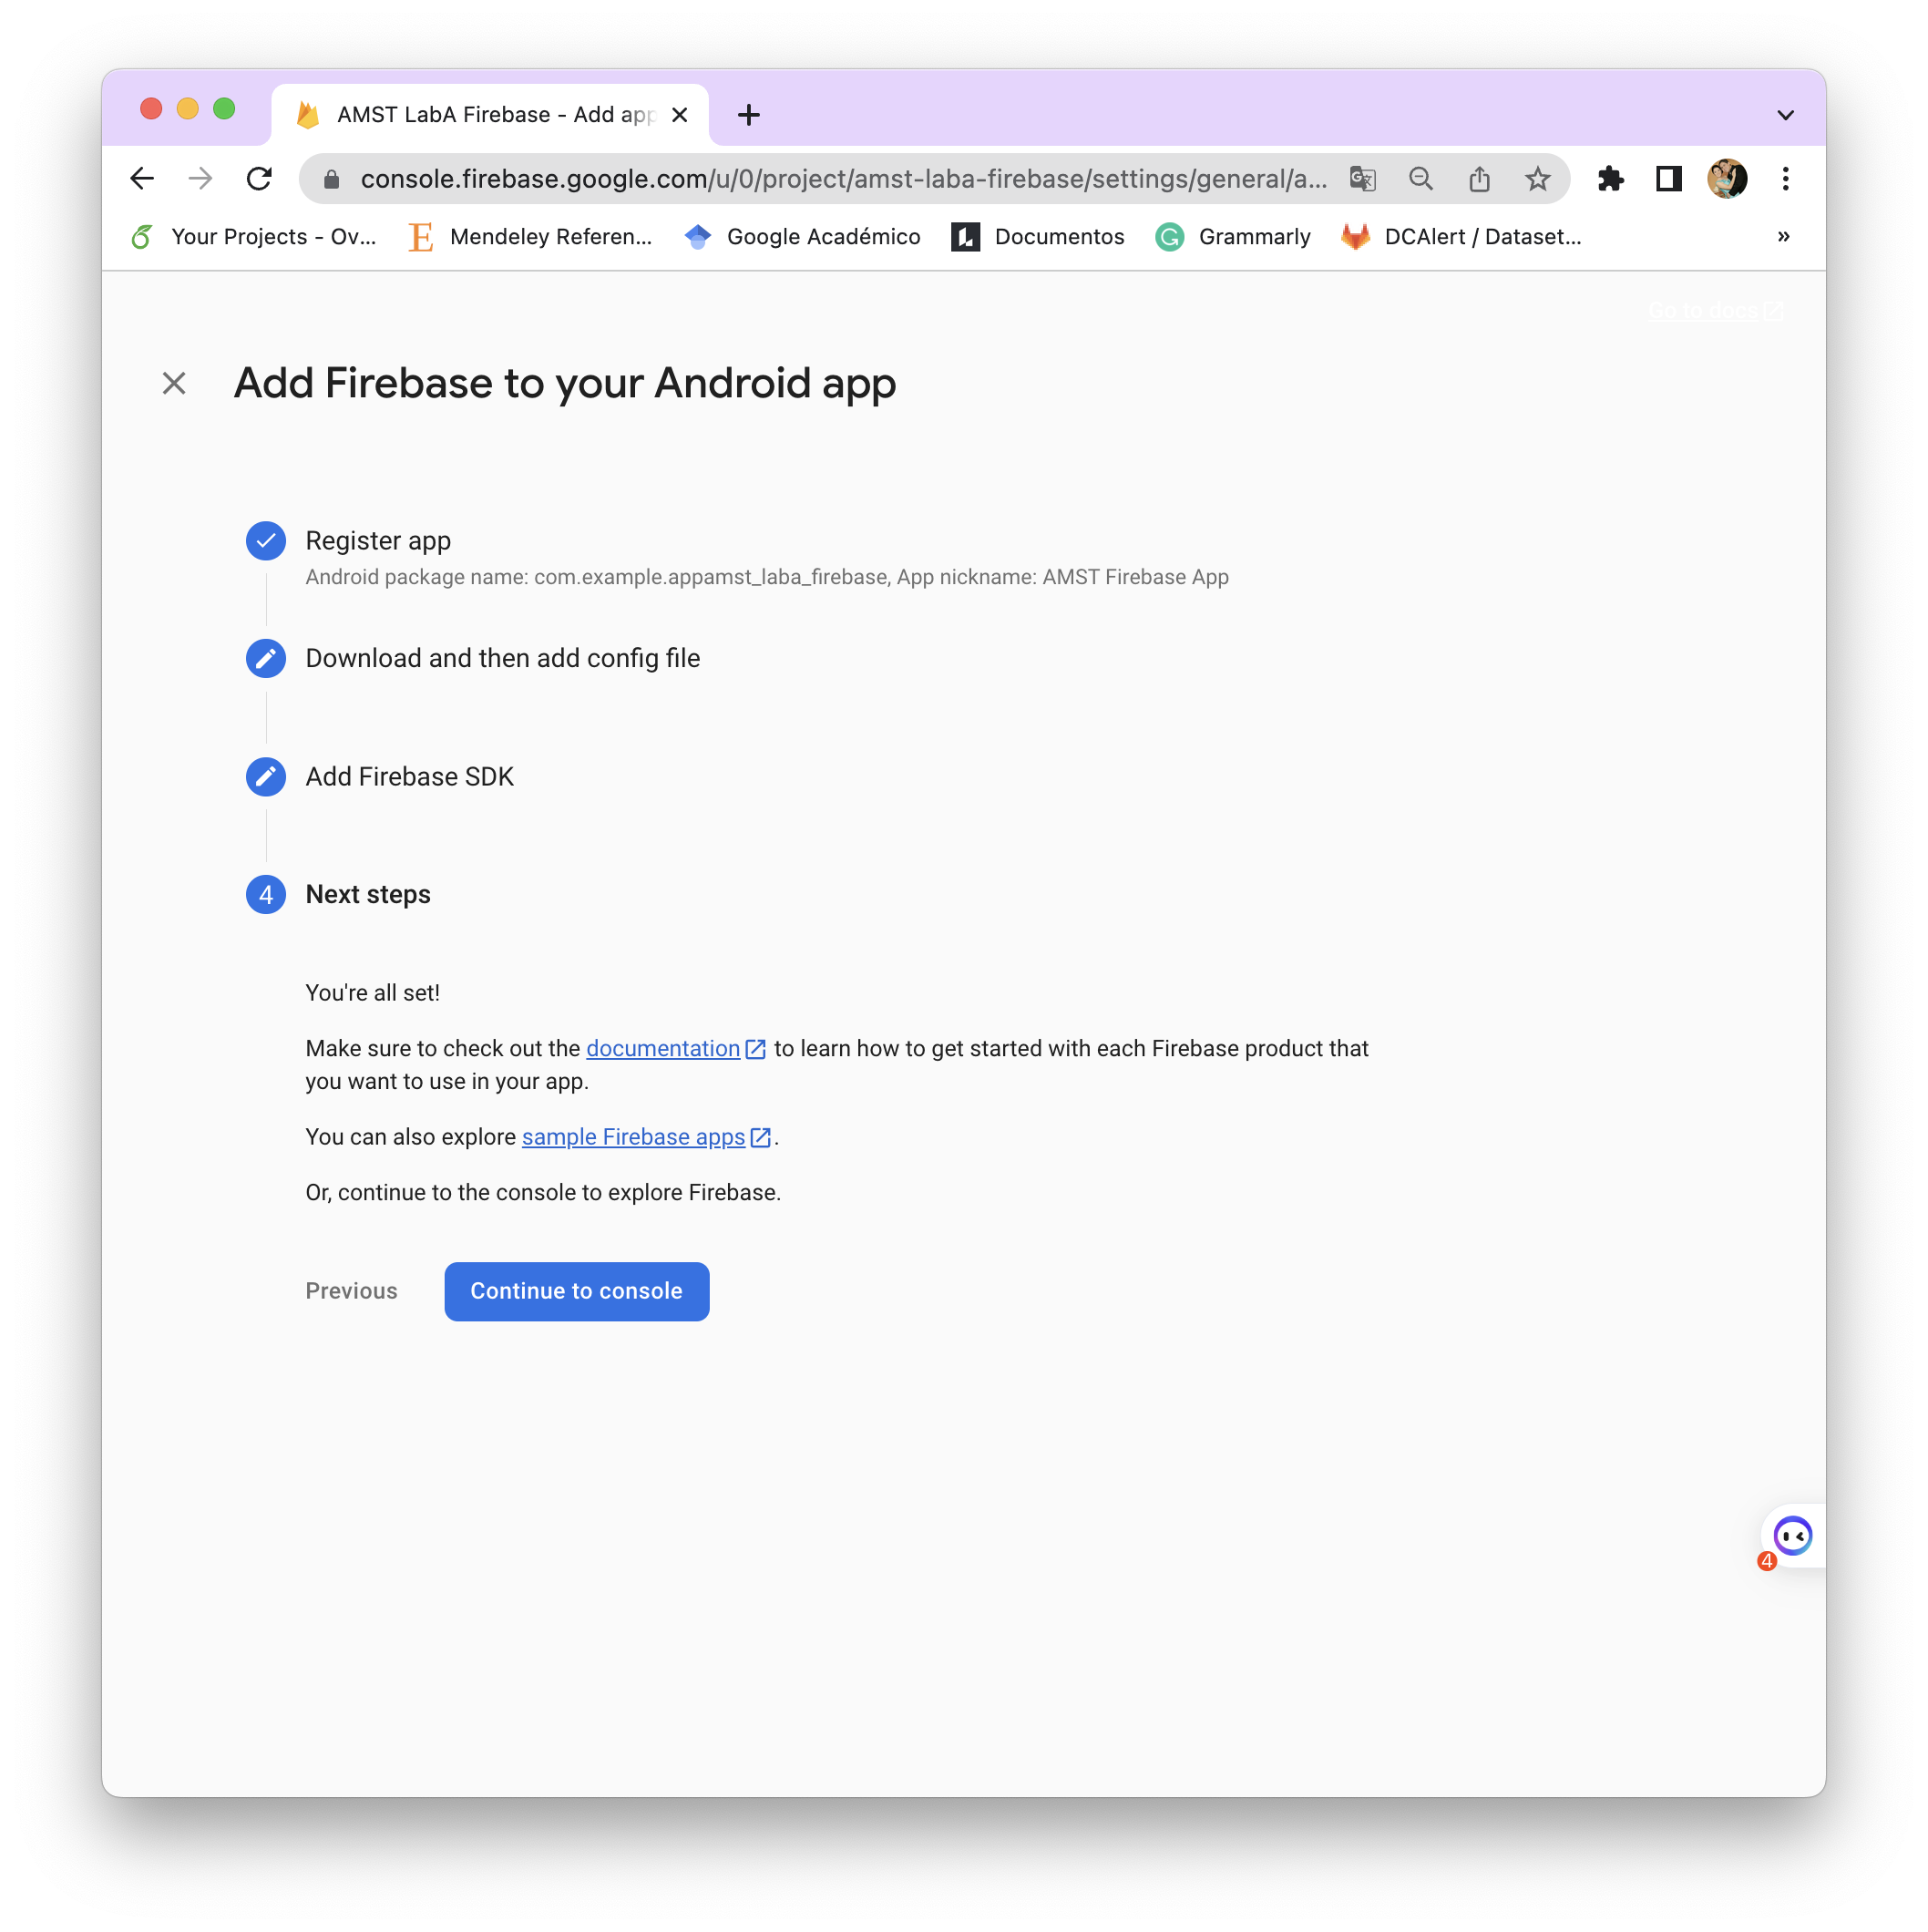 AMST LabA Firebase - Add app
console.firebase.google.com/u/0/project/amst-laba-firebase/settings/general/a...
Your Projects - Ov...
Mendeley Referen...
Google Académico
Documentos
Grammarly
DCAlert / Dataset...
»
Go to docs
Add Firebase to your Android app
Register app
Android package name: com.example.appamst_laba_firebase, App nickname: AMST Firebase App
Download and then add config file
Add Firebase SDK
4 Next steps
You're all set!
Make sure to check out the documentation to learn how to get started with each Firebase product that
you want to use in your app.
You can also explore sample Firebase apps.
Or, continue to the console to explore Firebase.
Previous
Continue to console
4